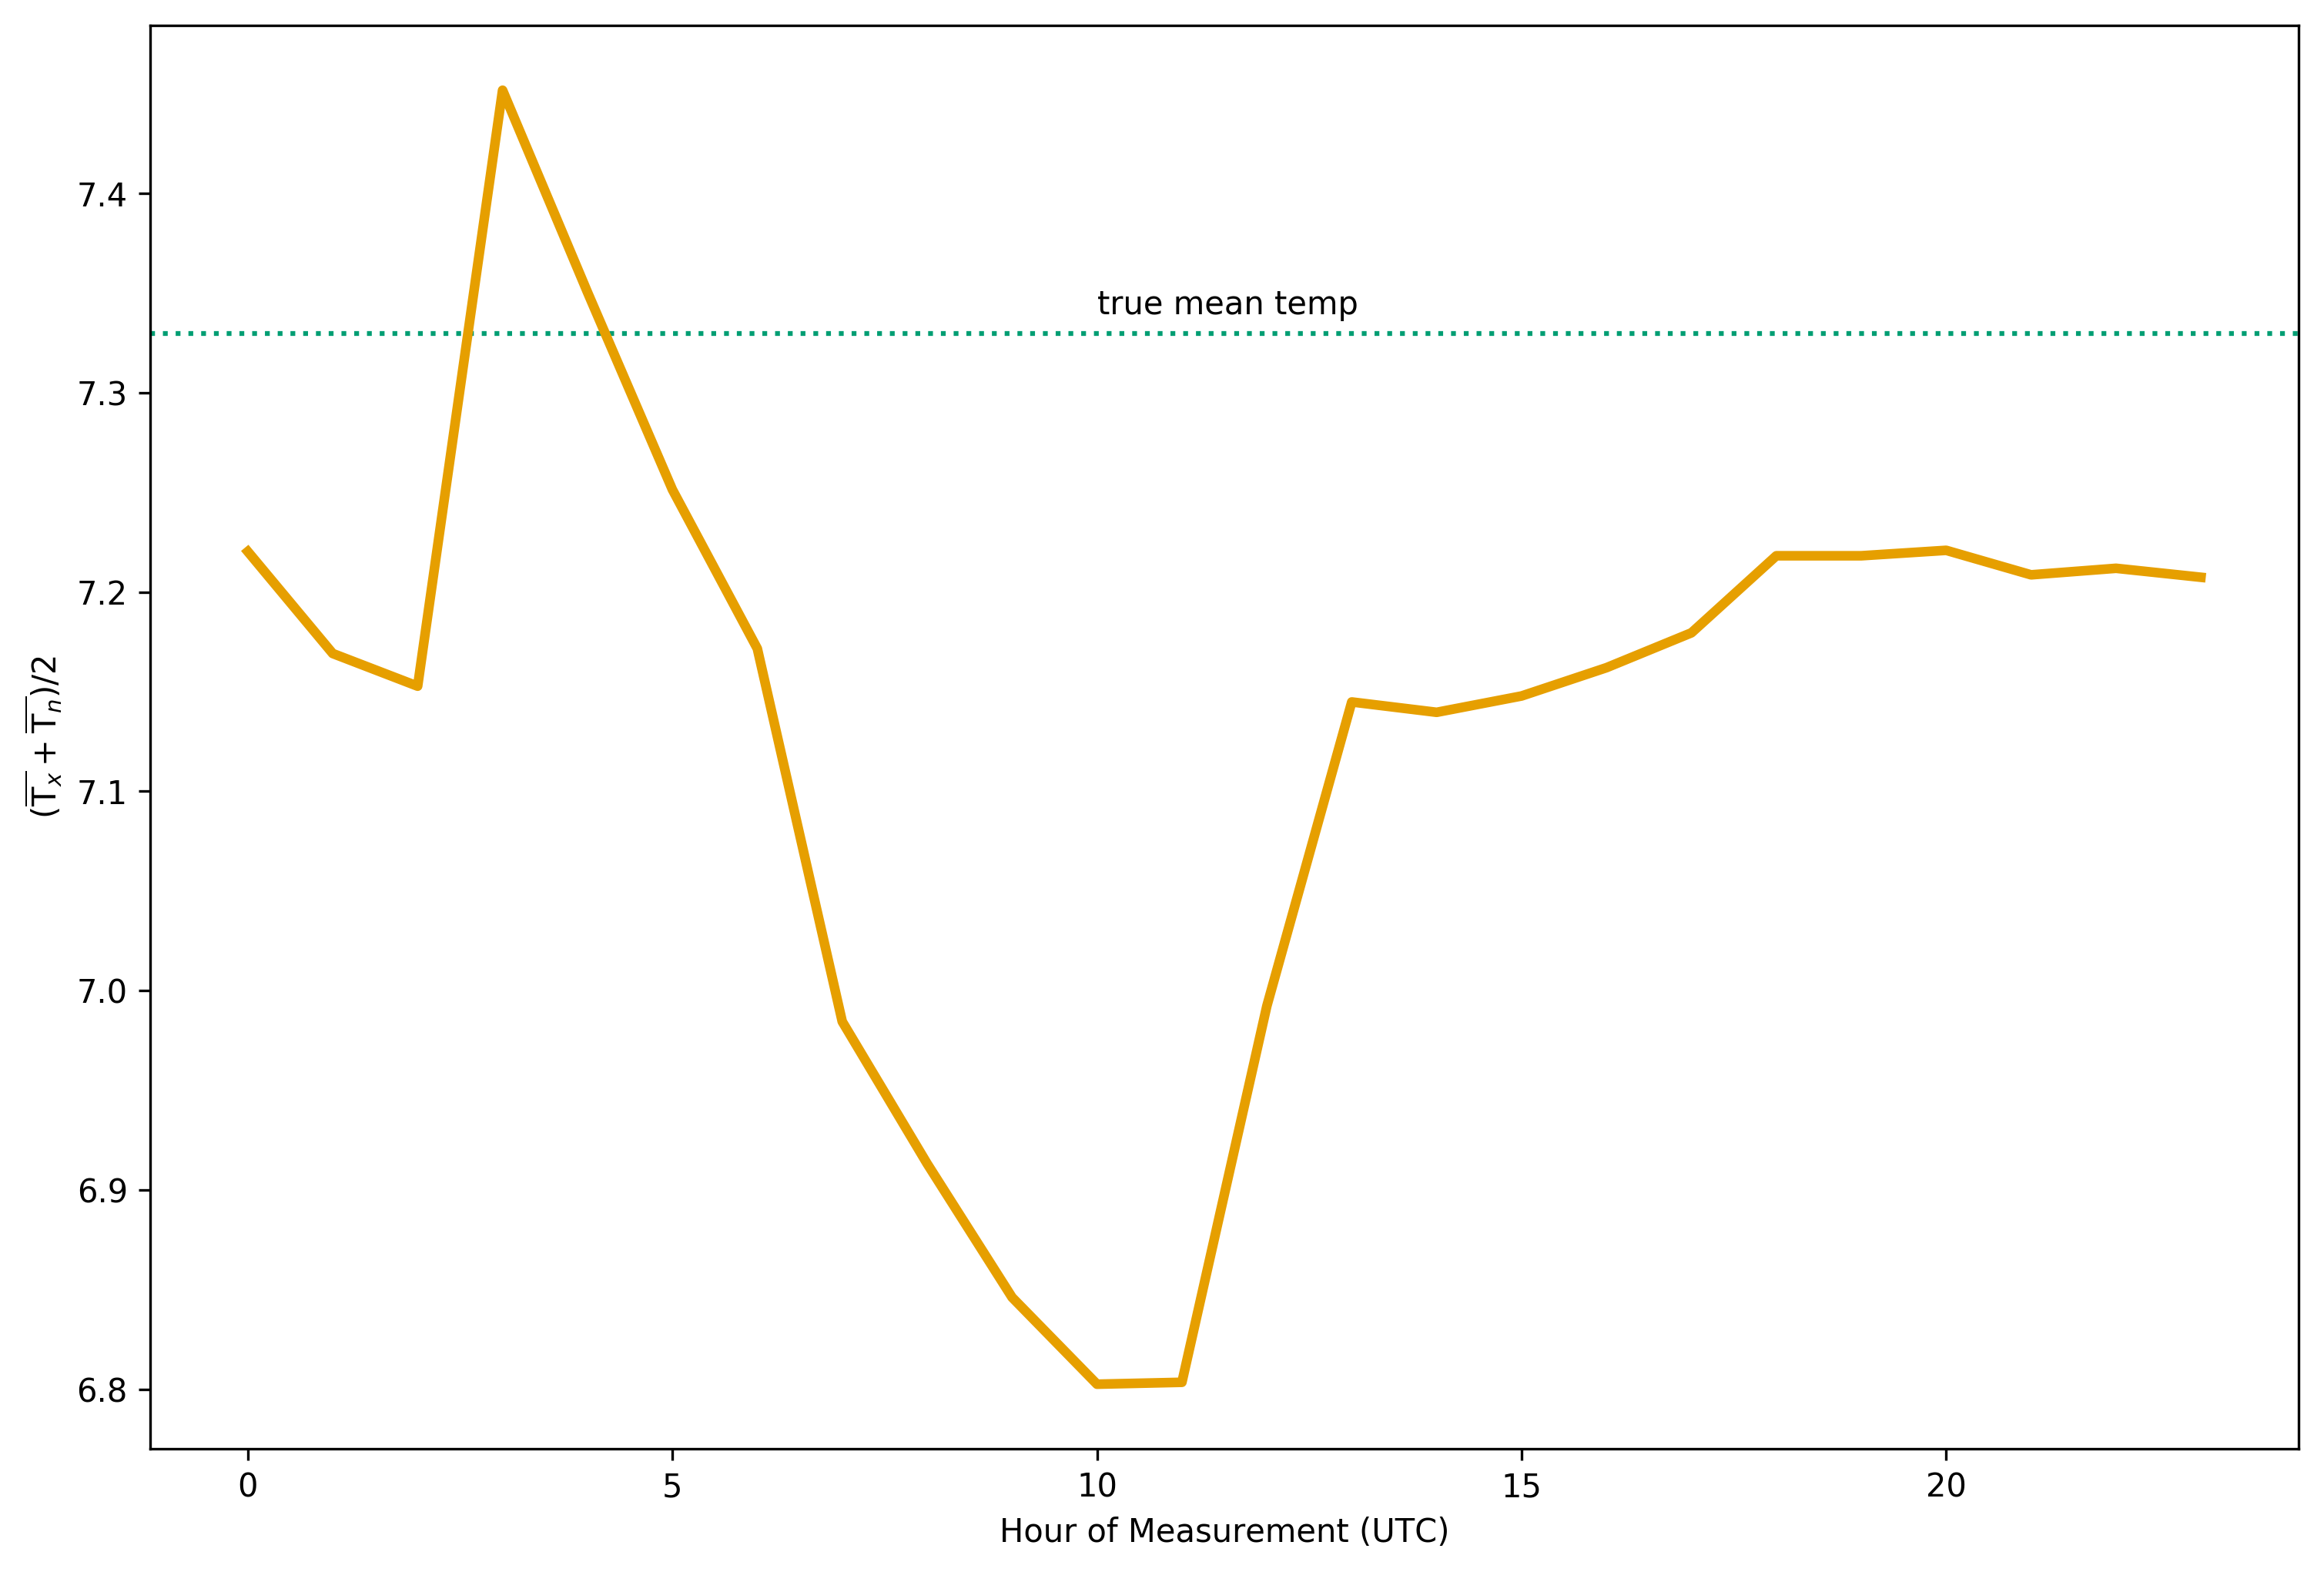 7.4
7.3
7.2
7.1
7.0
6.9
6.8
(T̅ₓ + T̅ₙ)/2
true mean temp
0 5 10 15 20
Hour of Measurement (UTC)